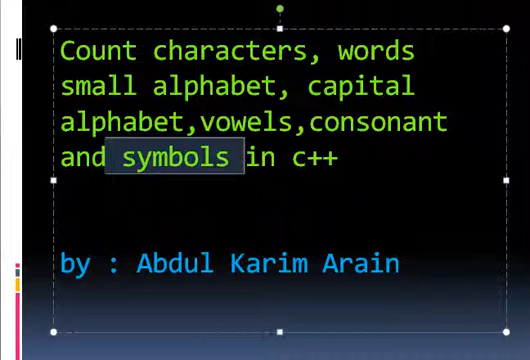 Count characters, words
small alphabet, capital
alphabet,vowels,consonant
and symbols in c++
by : Abdul Karim Arain